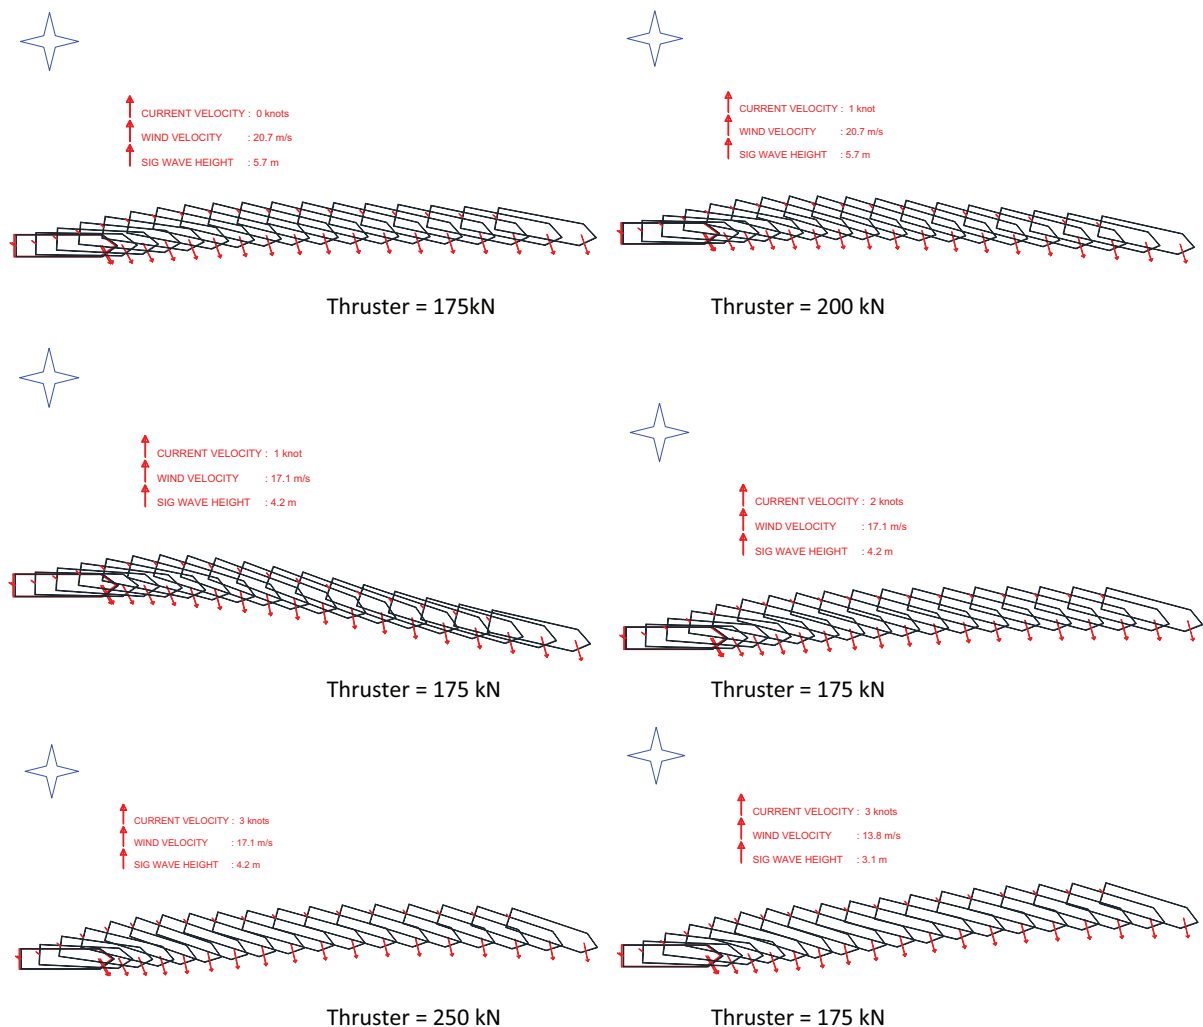 CURRENT VELOCITY : 0 knots
WIND VELOCITY : 20.7 m/s
SIG WAVE HEIGHT : 5.7 m
Thruster = 175kN
CURRENT VELOCITY : 1 knot
WIND VELOCITY : 20.7 m/s
SIG WAVE HEIGHT : 5.7 m
Thruster = 200 kN
CURRENT VELOCITY : 1 knot
WIND VELOCITY : 17.1 m/s
SIG WAVE HEIGHT : 4.2 m
Thruster = 175 kN
CURRENT VELOCITY : 2 knots
WIND VELOCITY : 17.1 m/s
SIG WAVE HEIGHT : 4.2 m
Thruster = 175 kN
CURRENT VELOCITY : 3 knots
WIND VELOCITY : 17.1 m/s
SIG WAVE HEIGHT : 4.2 m
Thruster = 250 kN
CURRENT VELOCITY : 3 knots
WIND VELOCITY : 13.8 m/s
SIG WAVE HEIGHT : 3.1 m
Thruster = 175 kN